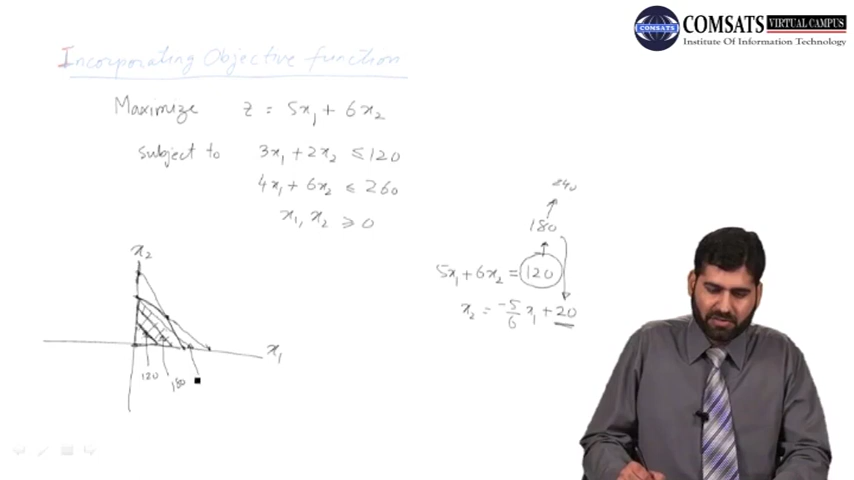 COMSATS VIRTUAL CAMPUS
Institute Of Information Technology
COMSATS
Incorporating Objective function
Maximize z = 5x₁ + 6x₂
subject to 3x₁ + 2x₂ ≤ 120
4x₁ + 6x₂ ≤ 260
x₁, x₂ ≥ 0
240
180
5x₁ + 6x₂ = 120
x₂ = -5/6 x₁ + 20
x₂
x₁
120
180